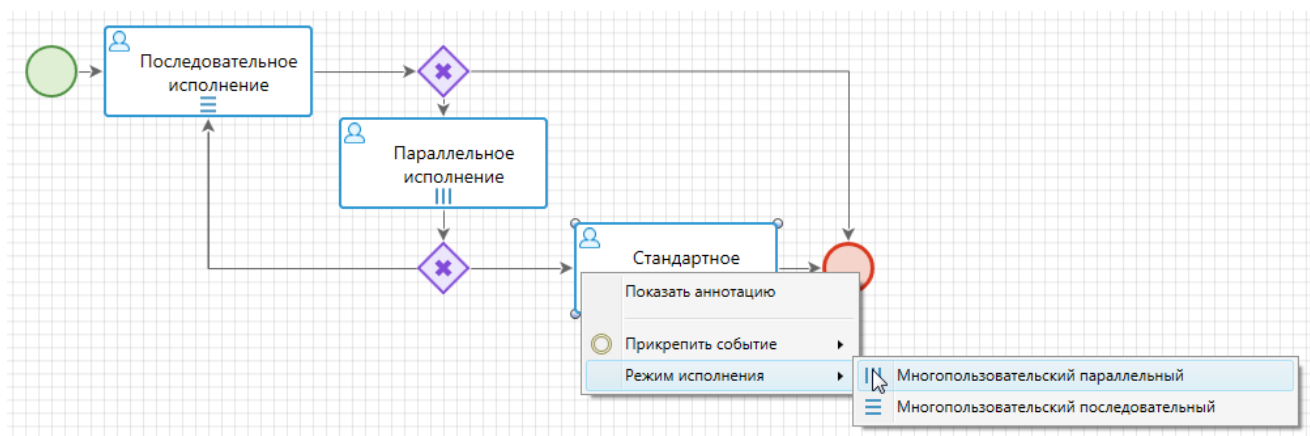 Последовательное
исполнение
Параллельное
исполнение
Стандартное
Показать аннотацию
Прикрепить событие
Режим исполнения
Многопользовательский параллельный
Многопользовательский последовательный